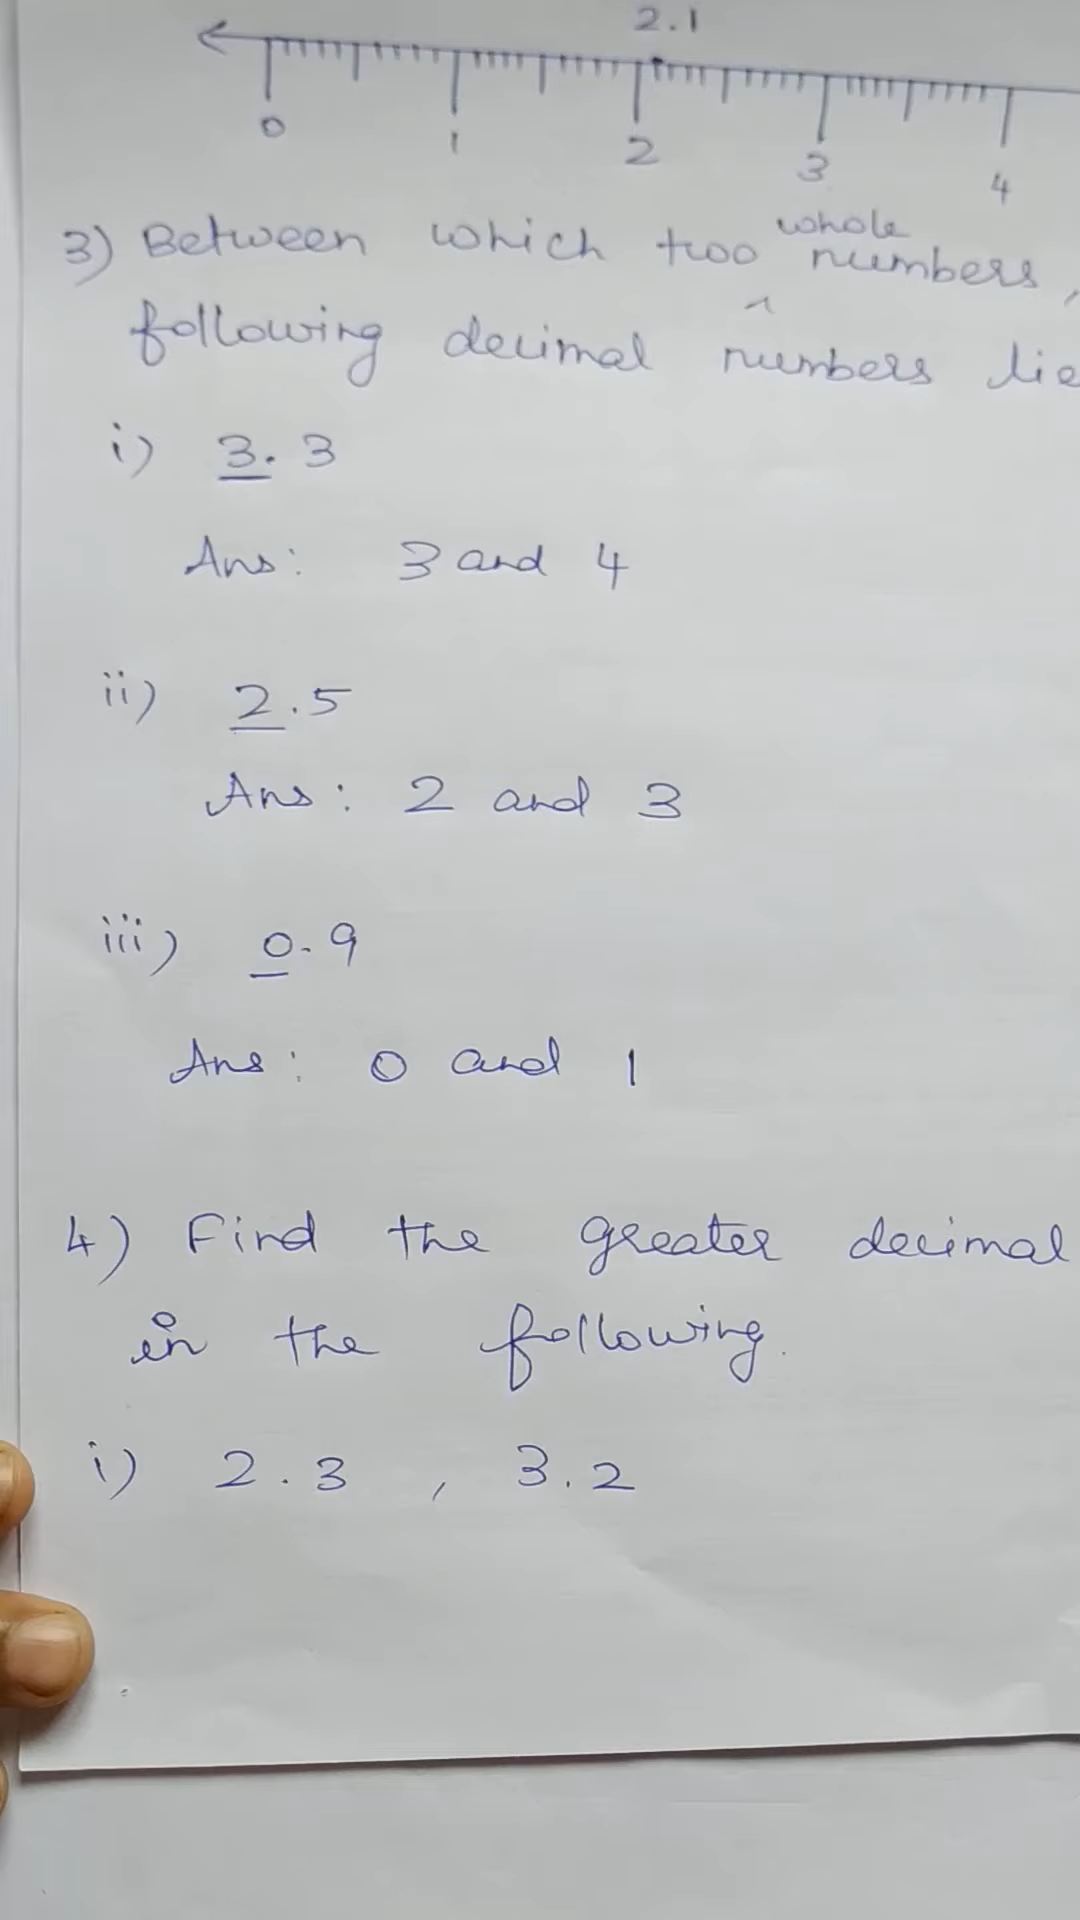 2.1
0 1 2 3 4
3) Between which two whole numbers,
following decimal numbers lie
i) 3.3
Ans: 3 and 4
ii) 2.5
Ans: 2 and 3
iii) 0.9
Ans: 0 and 1
4) Find the greater decimal
in the following.
i) 2.3 , 3.2